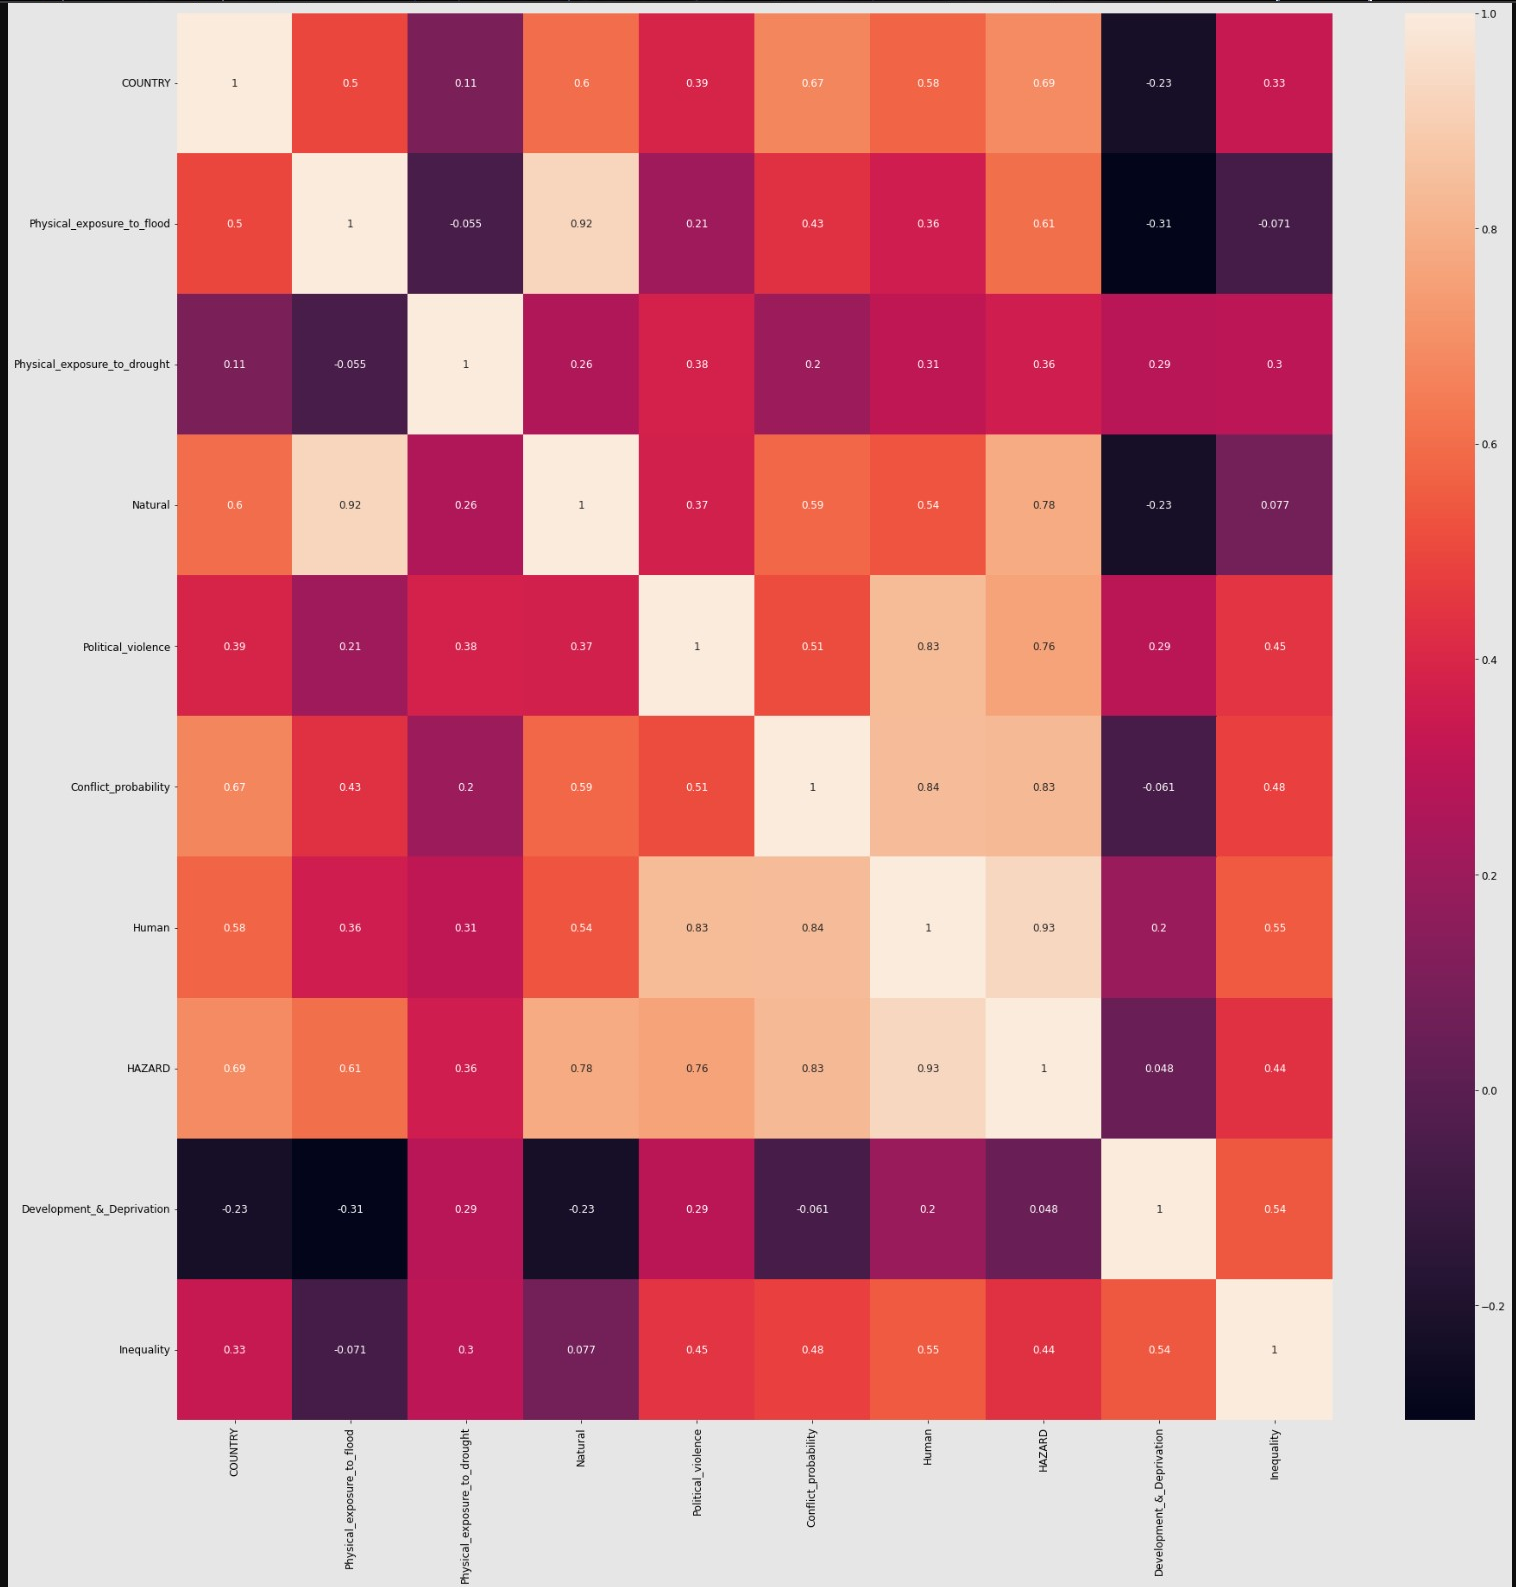 COUNTRY 1 0.5 0.11 0.6 0.39 0.67 0.58 0.69 -0.23 0.33
Physical_exposure_to_flood 0.5 1 -0.055 0.92 0.21 0.43 0.36 0.61 -0.31 -0.071
Physical_exposure_to_drought 0.11 -0.055 1 0.26 0.38 0.2 0.31 0.36 0.29 0.3
Natural 0.6 0.92 0.26 1 0.37 0.59 0.54 0.78 -0.23 0.077
Political_violence 0.39 0.21 0.38 0.37 1 0.51 0.83 0.76 0.29 0.45
Conflict_probability 0.67 0.43 0.2 0.59 0.51 1 0.84 0.83 -0.061 0.48
Human 0.58 0.36 0.31 0.54 0.83 0.84 1 0.93 0.2 0.55
HAZARD 0.69 0.61 0.36 0.78 0.76 0.83 0.93 1 0.048 0.44
Development_&_Deprivation -0.23 -0.31 0.29 -0.23 0.29 -0.061 0.2 0.048 1 0.54
Inequality 0.33 -0.071 0.3 0.077 0.45 0.48 0.55 0.44 0.54 1
COUNTRY
Physical_exposure_to_flood
Physical_exposure_to_drought
Natural
Political_violence
Conflict_probability
Human
HAZARD
Development_&_Deprivation
Inequality
1.0
0.8
0.6
0.4
0.2
0.0
−0.2